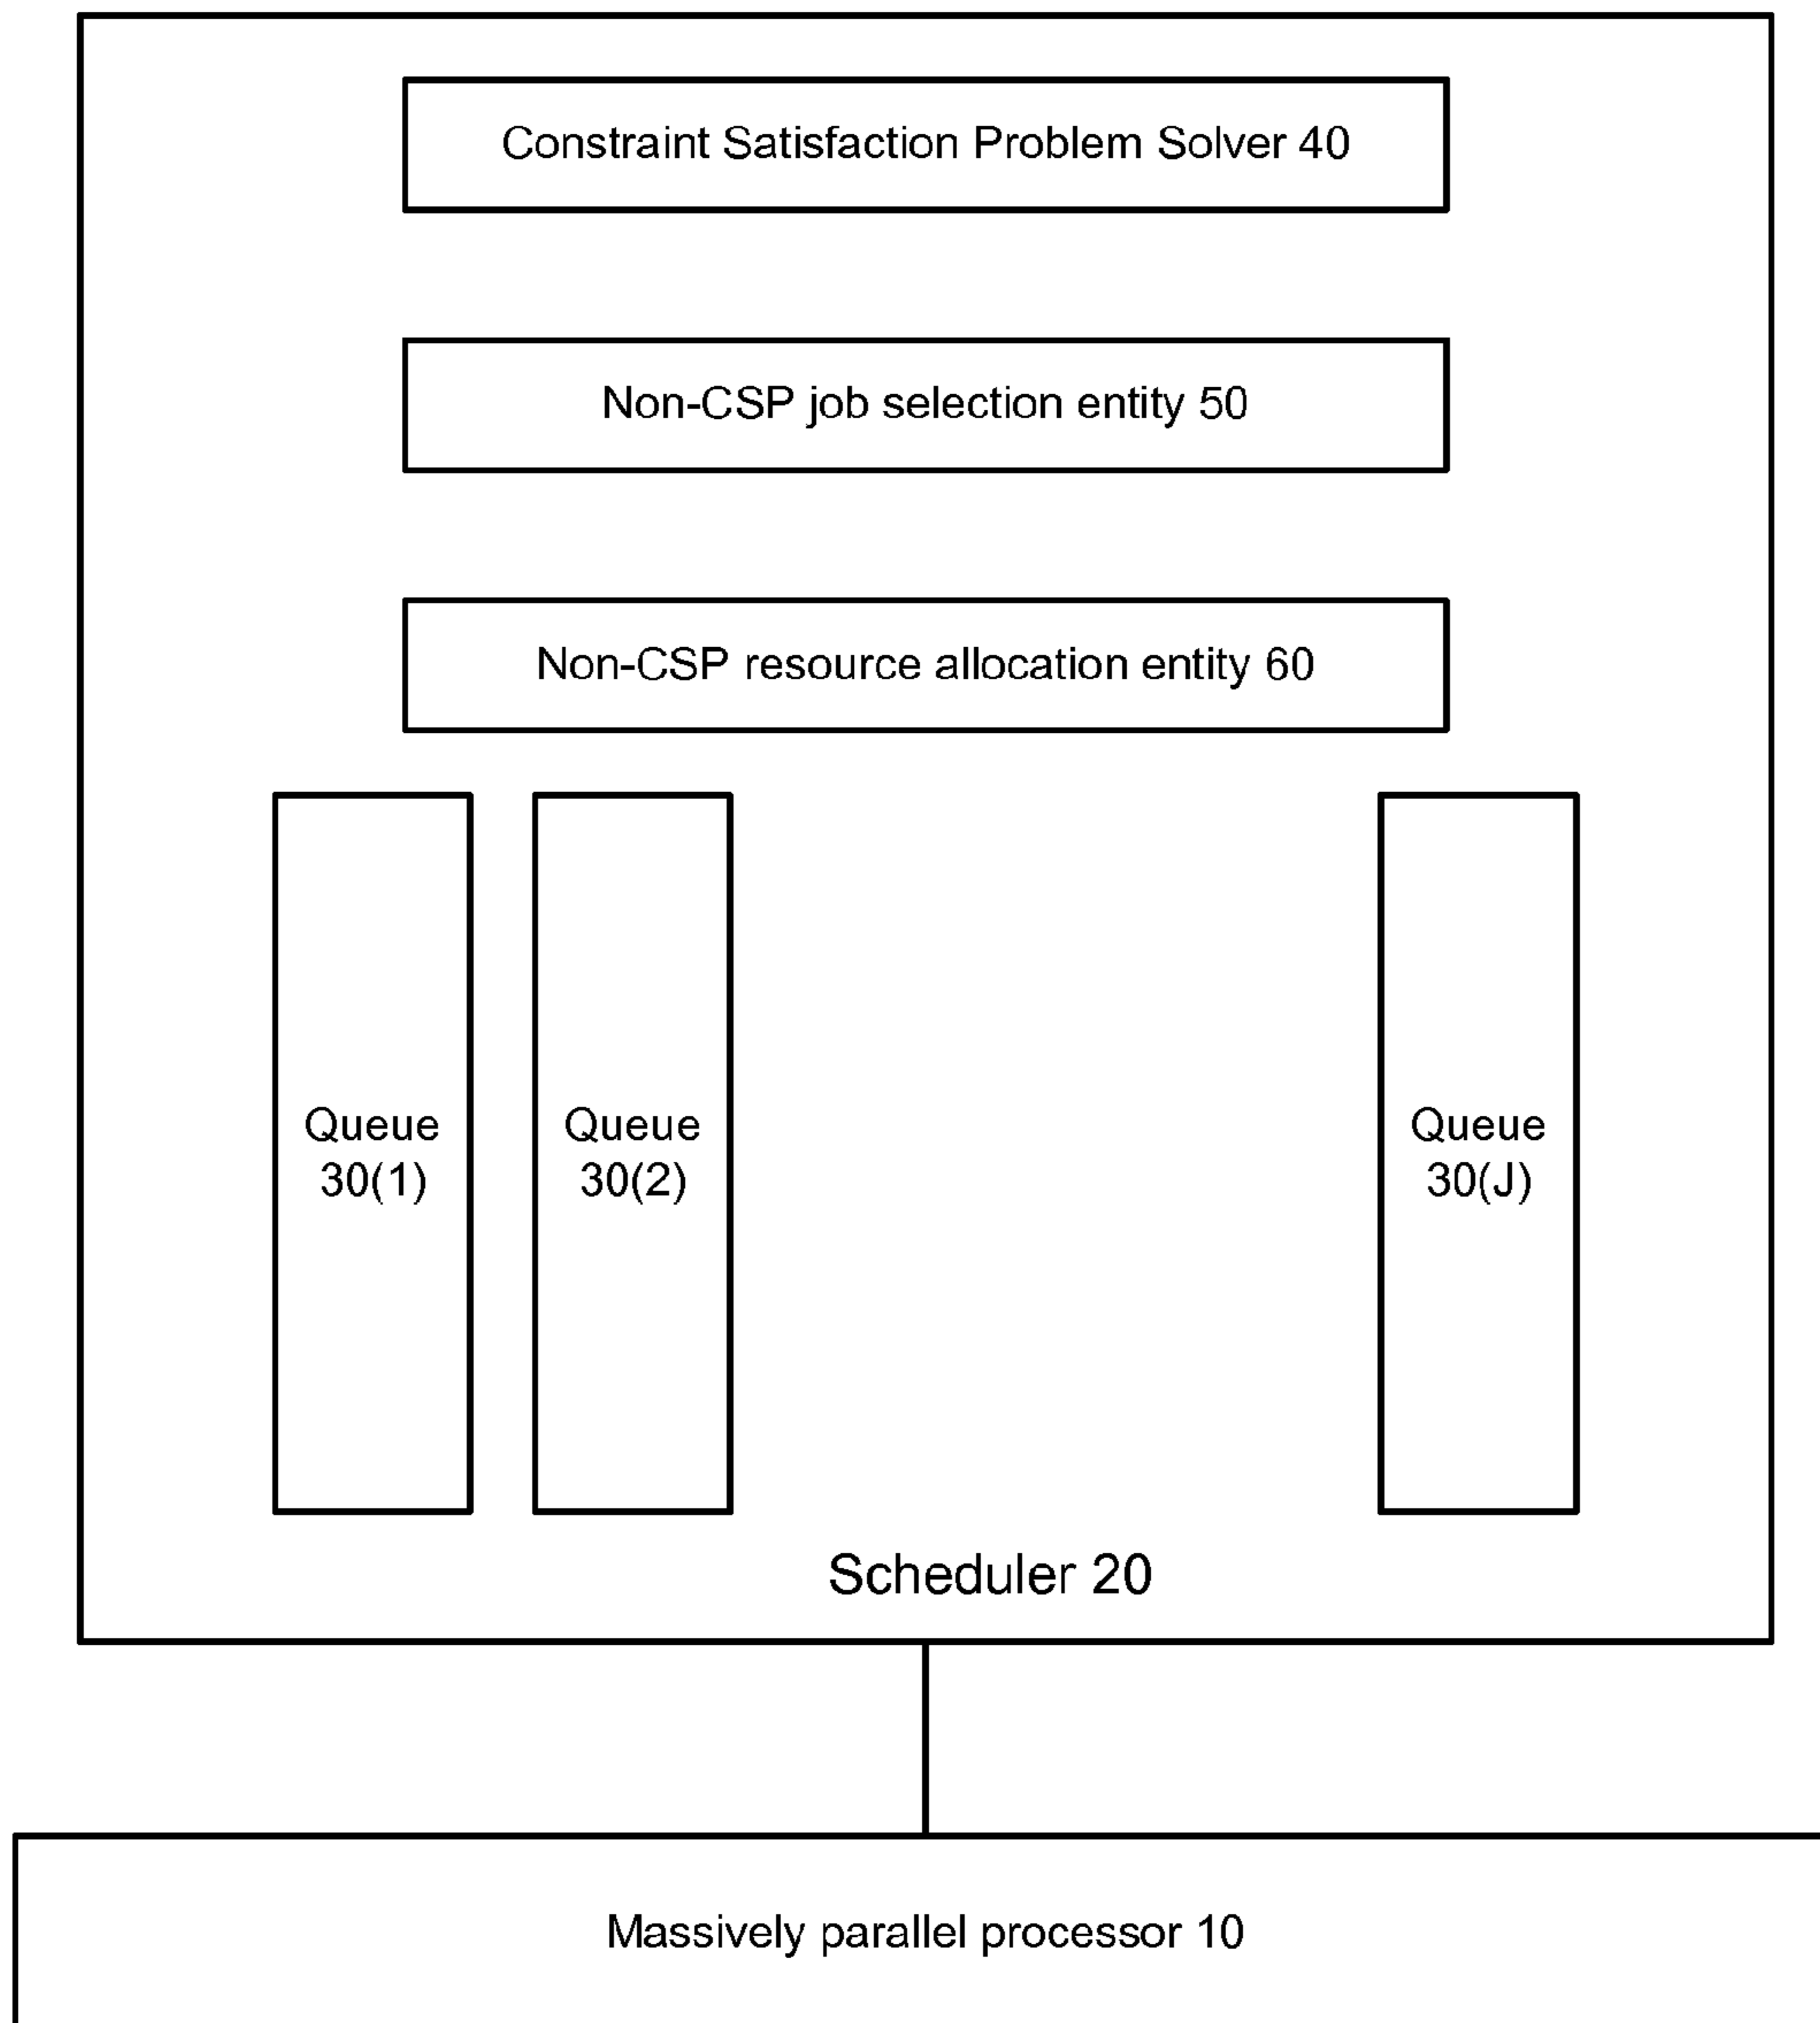 Constraint Satisfaction Problem Solver 40
Non-CSP job selection entity 50
Non-CSP resource allocation entity 60
Queue
30(1)
Queue
30(2)
Queue
30(J)
Scheduler 20
Massively parallel processor 10